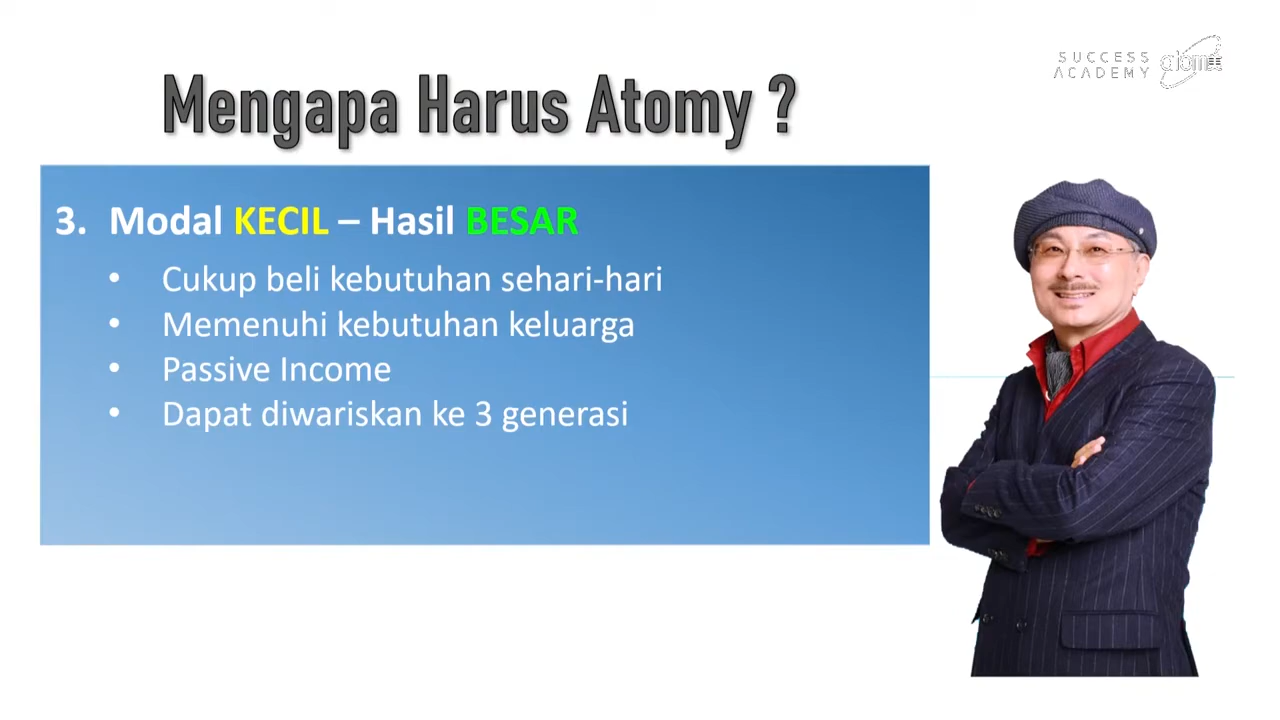 SUCCESS
ACADEMY atomy
Mengapa Harus Atomy ?
3. Modal KECIL – Hasil BESAR
• Cukup beli kebutuhan sehari-hari
• Memenuhi kebutuhan keluarga
• Passive Income
• Dapat diwariskan ke 3 generasi